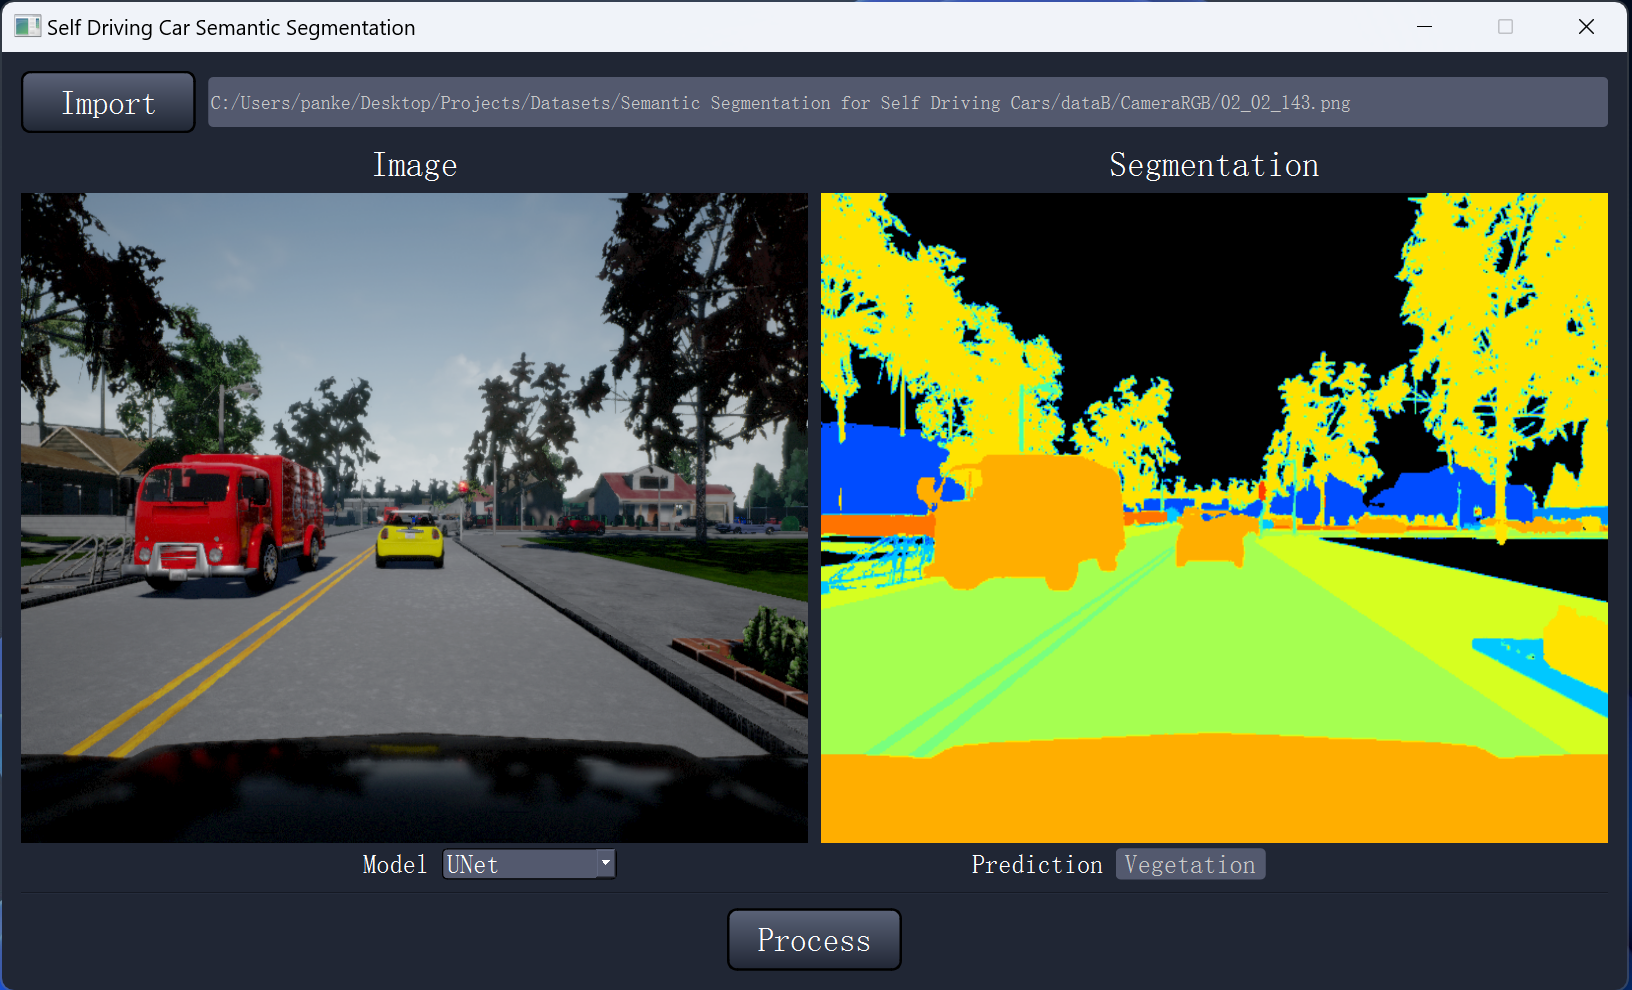 Self Driving Car Semantic Segmentation
Import
C:/Users/panke/Desktop/Projects/Datasets/Semantic Segmentation for Self Driving Cars/dataB/CameraRGB/02_02_143.png
Image
Segmentation
Model
UNet
Prediction
Vegetation
Process